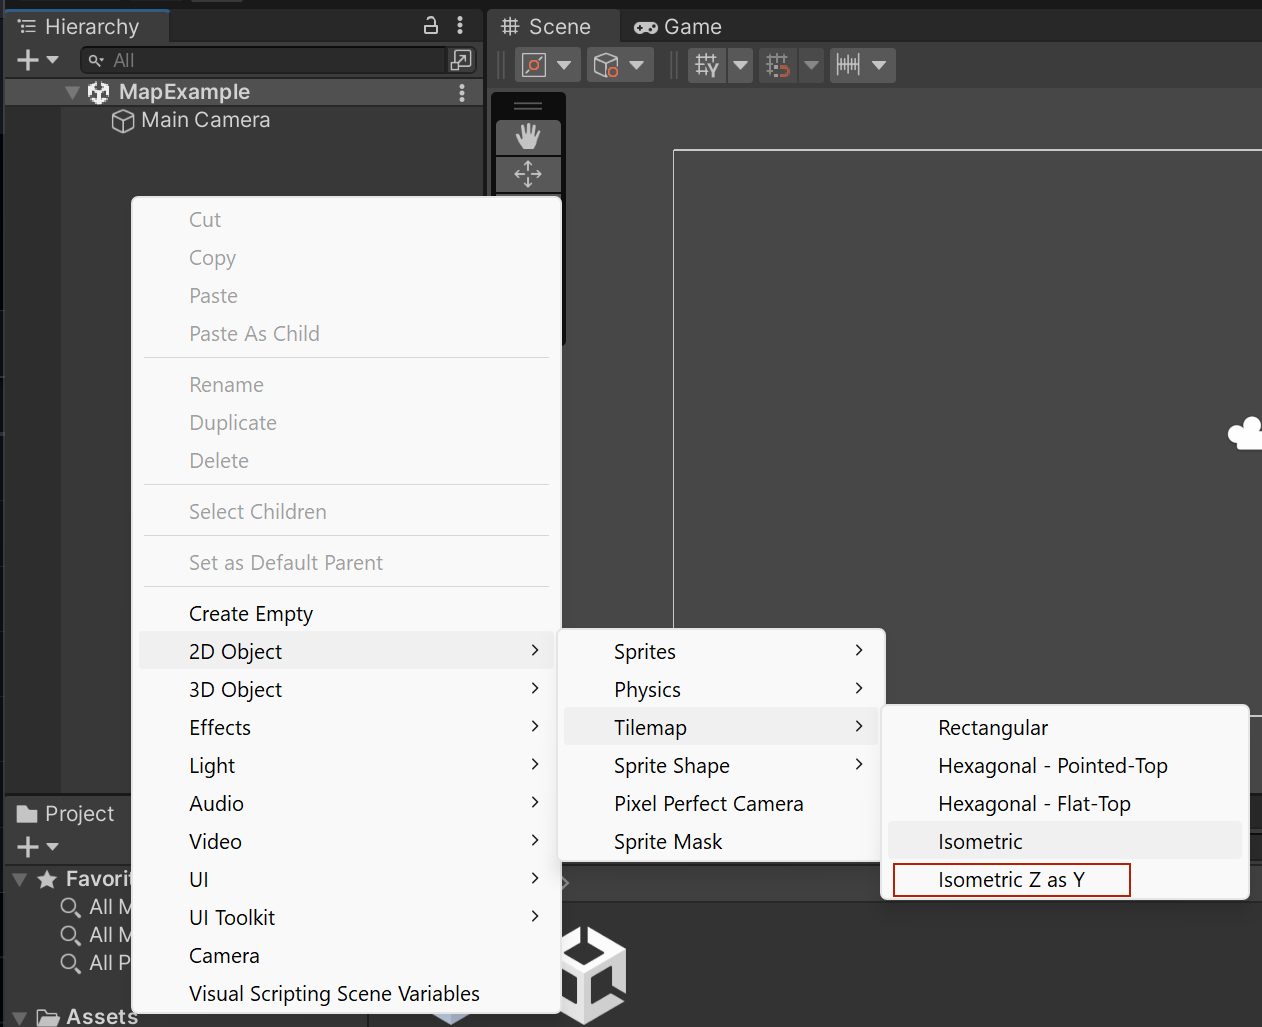 Hierarchy
Scene
Game
All
MapExample
Main Camera
Cut
Copy
Paste
Paste As Child
Rename
Duplicate
Delete
Select Children
Set as Default Parent
Create Empty
2D Object
3D Object
Effects
Light
Audio
Video
UI
UI Toolkit
Camera
Visual Scripting Scene Variables
Sprites
Physics
Tilemap
Sprite Shape
Pixel Perfect Camera
Sprite Mask
Rectangular
Hexagonal - Pointed-Top
Hexagonal - Flat-Top
Isometric
Isometric Z as Y
Project
Favorit
All M
All M
All P
Assets